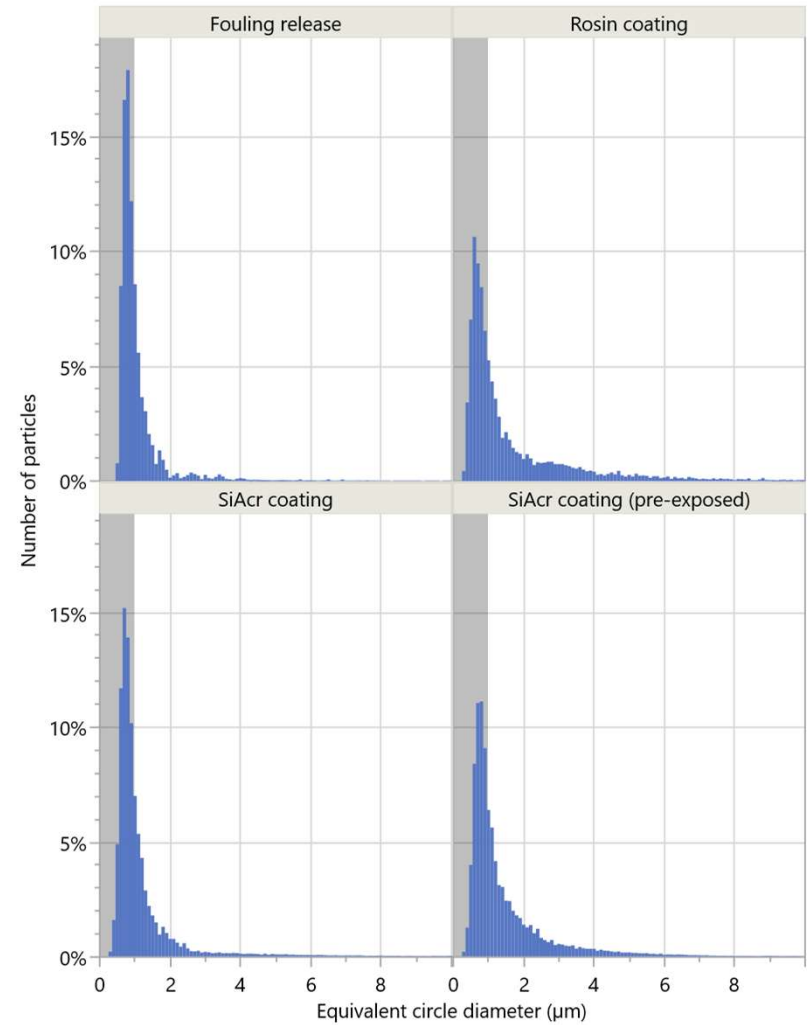 Fouling release
Rosin coating
15%
10%
5%
0%
SiAcr coating
SiAcr coating (pre-exposed)
15%
10%
5%
0%
Number of particles
0 2 4 6 8 0 2 4 6 8
Equivalent circle diameter (µm)